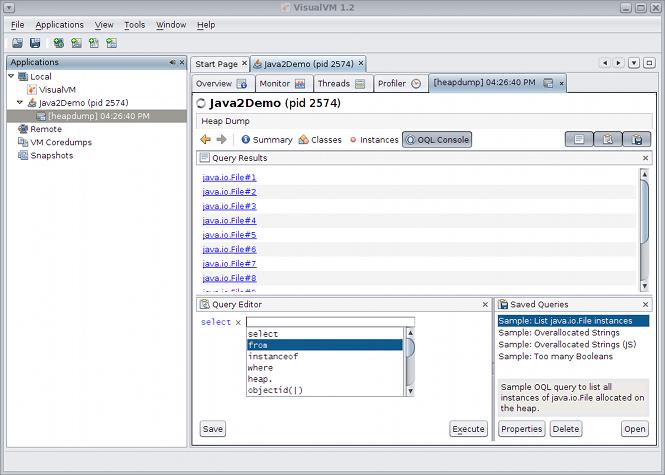 VisualVM 1.2
File Applications View Tools Window Help
Applications
Local
VisualVM
Java2Demo (pid 2574)
[heapdump] 04:26:40 PM
Remote
VM Coredumps
Snapshots
Start Page
Java2Demo (pid 2574)
Overview Monitor Threads Profiler [heapdump] 04:26:40 PM
Java2Demo (pid 2574)
Heap Dump
Summary Classes Instances OQL Console
Query Results
java.io.File#1
java.io.File#2
java.io.File#3
java.io.File#4
java.io.File#5
java.io.File#6
java.io.File#7
java.io.File#8
java.io.File#9
Query Editor
select x
select
from
instanceof
where
heap.
objectid(|)
Save
Execute
Saved Queries
Sample: List java.io.File instances
Sample: Overallocated Strings
Sample: Overallocated Strings (JS)
Sample: Too many Booleans
Sample OQL query to list all
instances of java.io.File allocated on
the heap.
Properties Delete Open